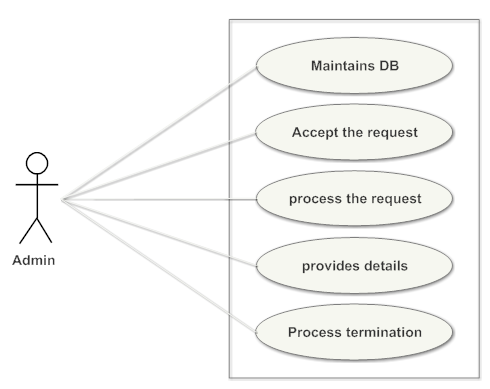 Maintains DB
Accept the request
process the request
provides details
Process termination
Admin